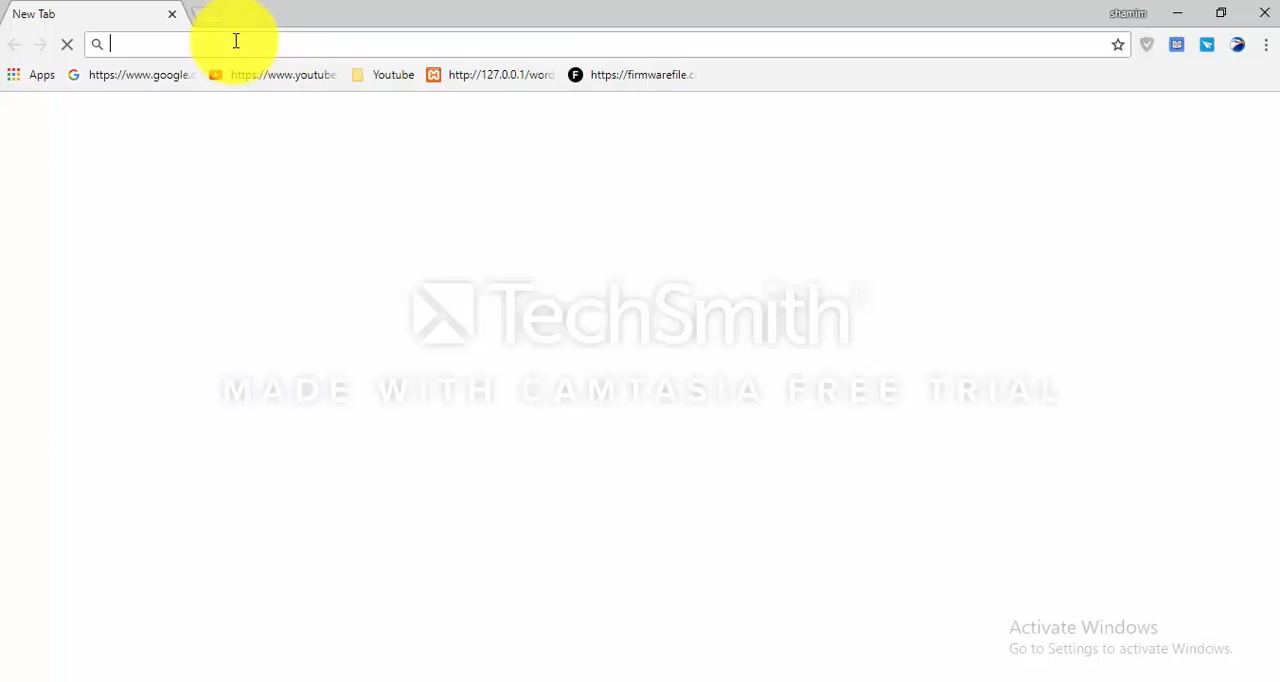 New Tab
shamim
Apps
https://www.google.c
https://www.youtube
Youtube
http://127.0.0.1/word
https://firmwarefile.c
TechSmith
MADE WITH CAMTASIA FREE TRIAL
Activate Windows
Go to Settings to activate Windows.